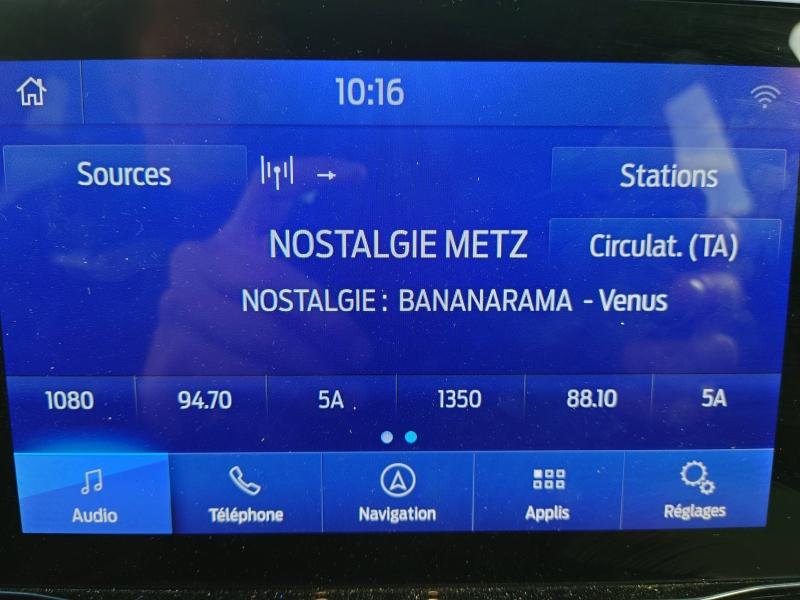 10:16
Sources
Stations
NOSTALGIE METZ
Circulat. (TA)
NOSTALGIE : BANANARAMA - Venus
1080 94.70 5A 1350 88.10 5A
Audio Téléphone Navigation Applis Réglages